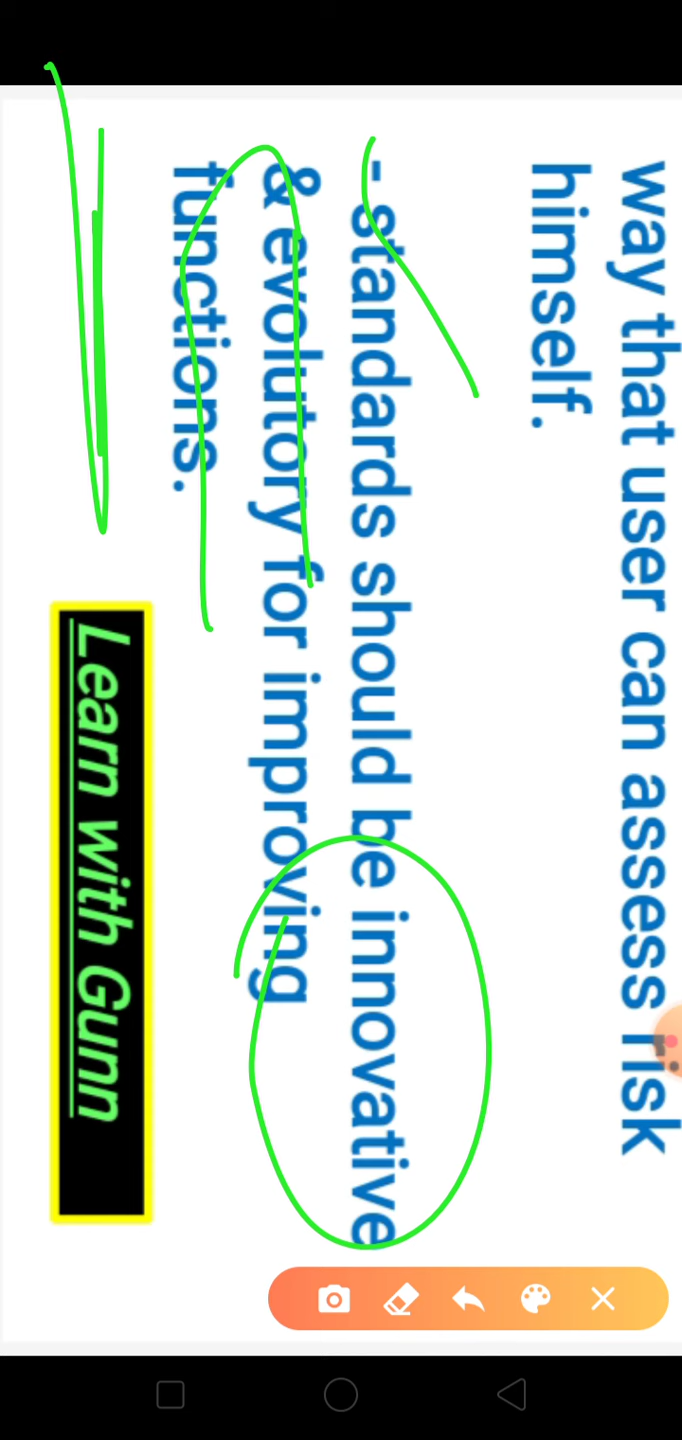 way that user can assess risk
himself.
- standards should be innovative
& evolutory for improving
functions.
Learn with Gunn